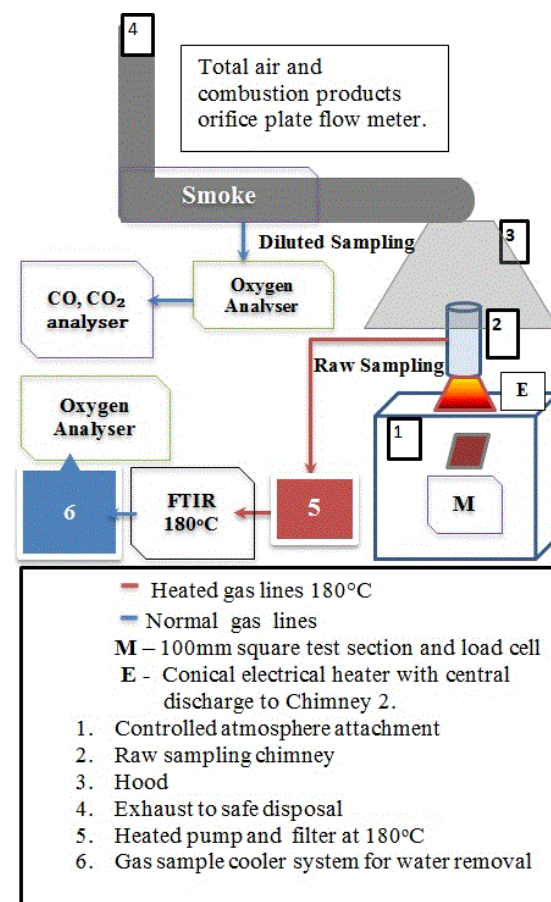 4
Total air and
combustion products
orifice plate flow meter.
Smoke
Diluted Sampling
3
CO, CO₂
analyser
Oxygen
Analyser
2
Raw Sampling
E
Oxygen
Analyser
1
6
FTIR
180°C
5
M
Heated gas lines 180°C
Normal gas lines
M – 100mm square test section and load cell
E - Conical electrical heater with central
discharge to Chimney 2.
1. Controlled atmosphere attachment
2. Raw sampling chimney
3. Hood
4. Exhaust to safe disposal
5. Heated pump and filter at 180°C
6. Gas sample cooler system for water removal